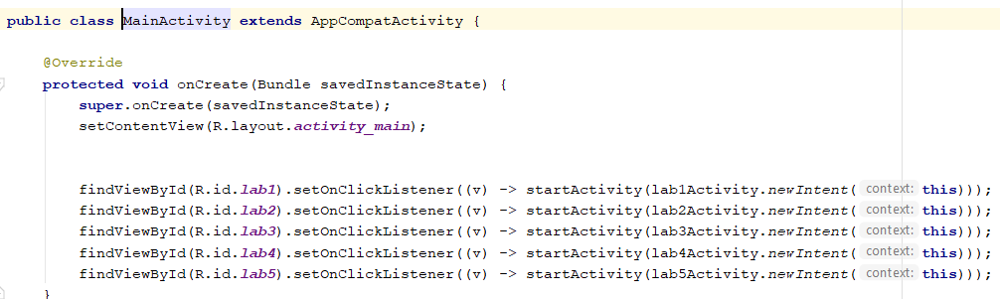 public class MainActivity extends AppCompatActivity {
@Override
protected void onCreate(Bundle savedInstanceState) {
super.onCreate(savedInstanceState);
setContentView(R.layout.activity_main);
findViewById(R.id.lab1).setOnClickListener((v) -> startActivity(lab1Activity.newIntent( context: this)));
findViewById(R.id.lab2).setOnClickListener((v) -> startActivity(lab2Activity.newIntent( context: this)));
findViewById(R.id.lab3).setOnClickListener((v) -> startActivity(lab3Activity.newIntent( context: this)));
findViewById(R.id.lab4).setOnClickListener((v) -> startActivity(lab4Activity.newIntent( context: this)));
findViewById(R.id.lab5).setOnClickListener((v) -> startActivity(lab5Activity.newIntent( context: this)));
}